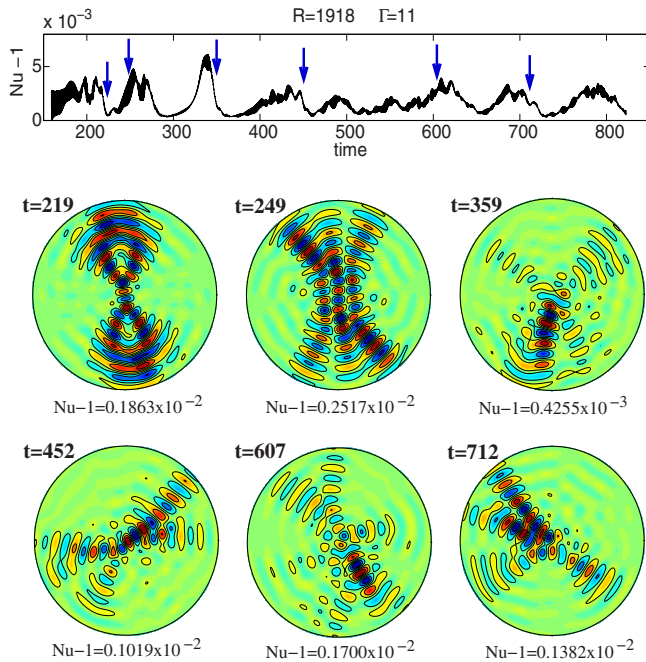 R=1918 Γ=11
x 10⁻³
Nu−1
5
0
200 300 400 500 600 700 800
time
t=219 t=249 t=359
Nu−1=0.1863x10⁻² Nu−1=0.2517x10⁻² Nu−1=0.4255x10⁻³
t=452 t=607 t=712
Nu−1=0.1019x10⁻² Nu−1=0.1700x10⁻² Nu−1=0.1382x10⁻²